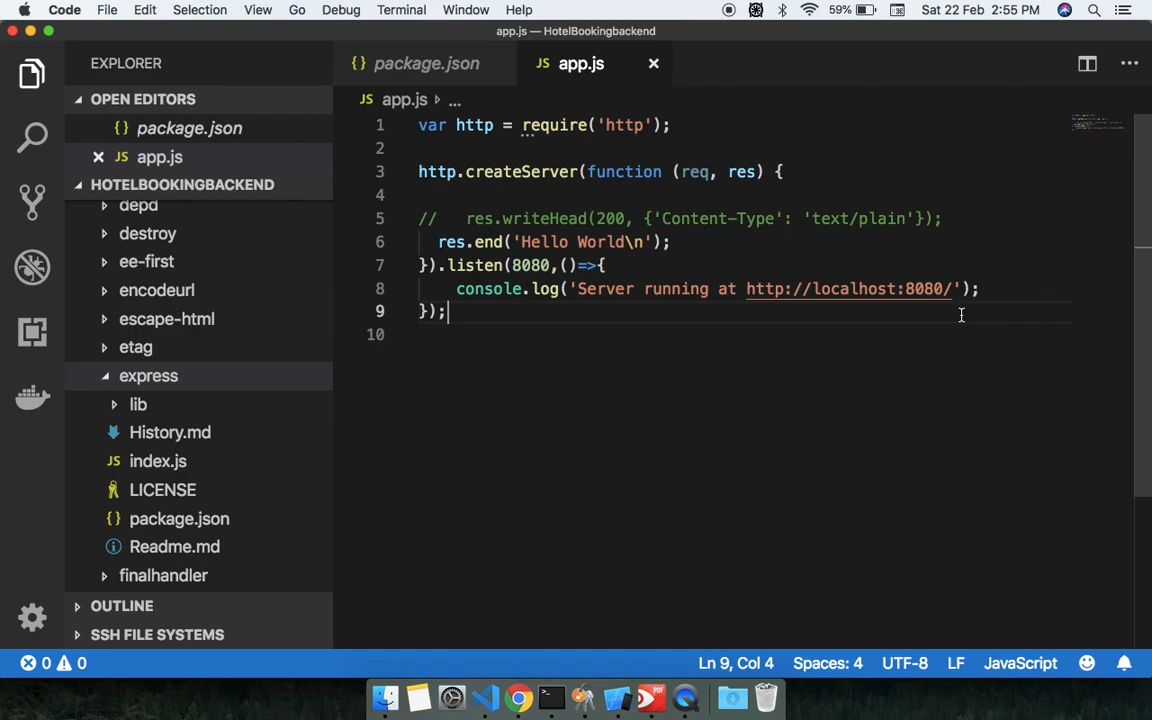 Code File Edit Selection View Go Debug Terminal Window Help 59% Sat 22 Feb 2:55 PM
app.js — HotelBookingbackend
EXPLORER
OPEN EDITORS
{} package.json
JS app.js
HOTELBOOKINGBACKEND
depd
destroy
ee-first
encodeurl
escape-html
etag
express
lib
History.md
JS index.js
LICENSE
{} package.json
Readme.md
finalhandler
OUTLINE
SSH FILE SYSTEMS
{} package.json JS app.js
JS app.js ...
1 var http = require('http');
2
3 http.createServer(function (req, res) {
4
5 //   res.writeHead(200, {'Content-Type': 'text/plain'});
6   res.end('Hello World\n');
7 }).listen(8080,()=>{
8     console.log('Server running at http://localhost:8080/');
9 });
10
0 0 Ln 9, Col 4 Spaces: 4 UTF-8 LF JavaScript
PDF